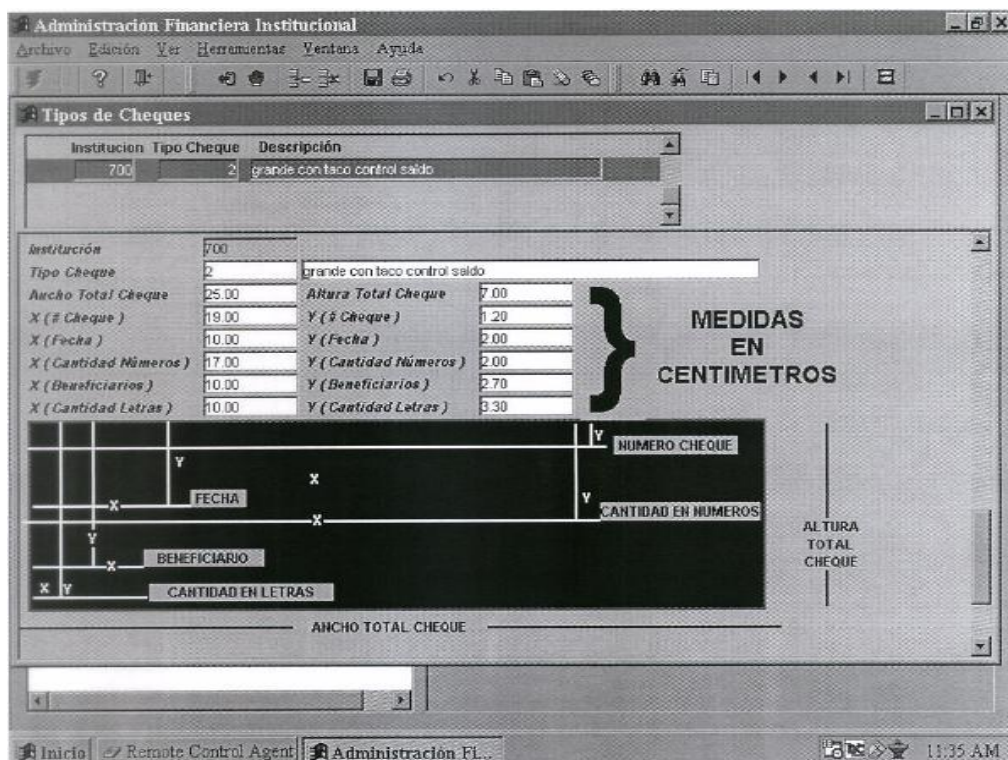 Administración Financiera Institucional
Archivo Edición Ver Herramientas Ventana Ayuda
Tipos de Cheques
Institucion Tipo Cheque Descripción
700 2 grande con taco control saldo
Institución 700
Tipo Cheque 2 grande con taco control saldo
Ancho Total Cheque 25.00 Altura Total Cheque 7.00
X ( # Cheque ) 19.00 Y ( # Cheque ) 1.20
X ( Fecha ) 10.00 Y ( Fecha ) 2.00
X ( Cantidad Números ) 17.00 Y ( Cantidad Números ) 2.00
X ( Beneficiarios ) 10.00 Y ( Beneficiarios ) 2.70
X ( Cantidad Letras ) 10.00 Y ( Cantidad Letras ) 3.30
MEDIDAS
EN
CENTIMETROS
Y NUMERO CHEQUE
Y
X
X FECHA
Y CANTIDAD EN NUMEROS
X
Y
X BENEFICIARIO
X Y CANTIDAD EN LETRAS
ALTURA
TOTAL
CHEQUE
ANCHO TOTAL CHEQUE
Inicio Remote Control Agent Administración Fi... 11:35 AM